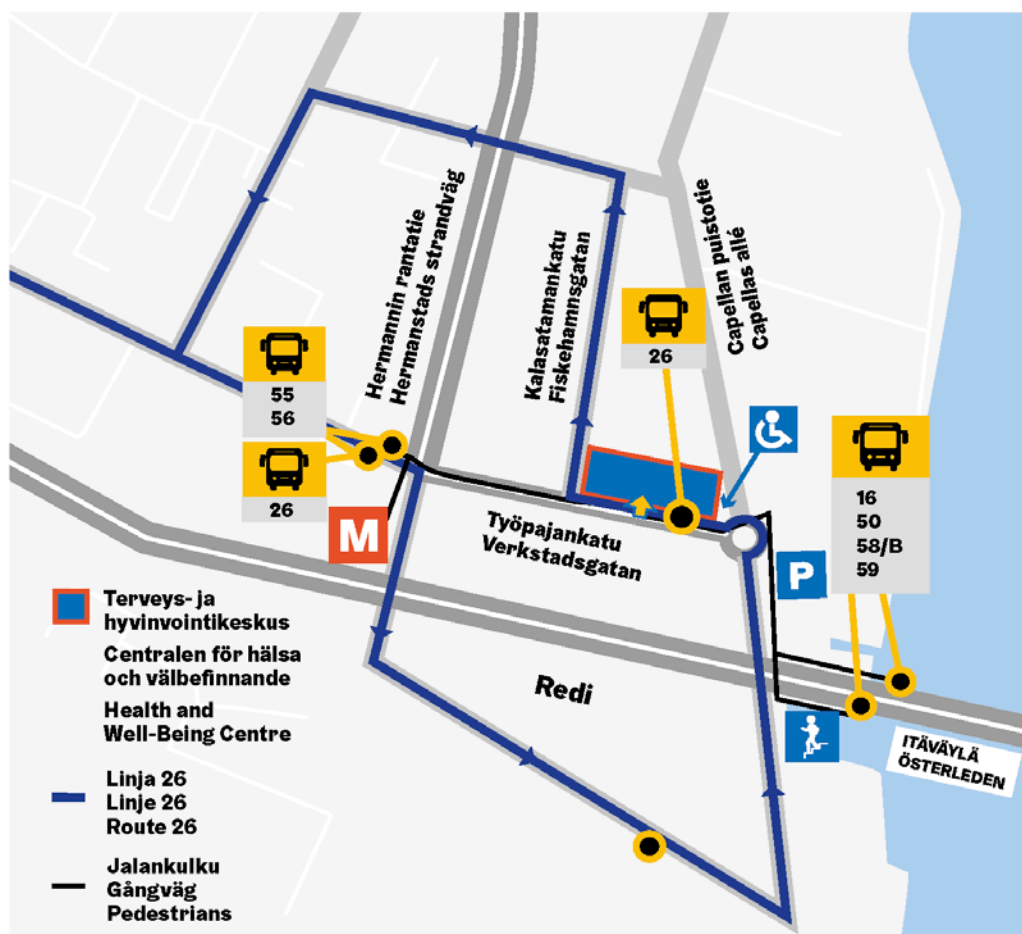 Hermannin rantatie
Hermanstads strandväg
Kalasatamankatu
Fiskehamnsgatan
Capellan puistotie
Capellas allé
26
55
56
26
M
Työpajankatu
Verkstadsgatan
P
16
50
58/B
59
Redi
ITÄVÄYLÄ
ÖSTERLEDEN
Terveys- ja
hyvinvointikeskus
Centralen för hälsa
och välbefinnande
Health and
Well-Being Centre
Linja 26
Linje 26
Route 26
Jalankulku
Gångväg
Pedestrians